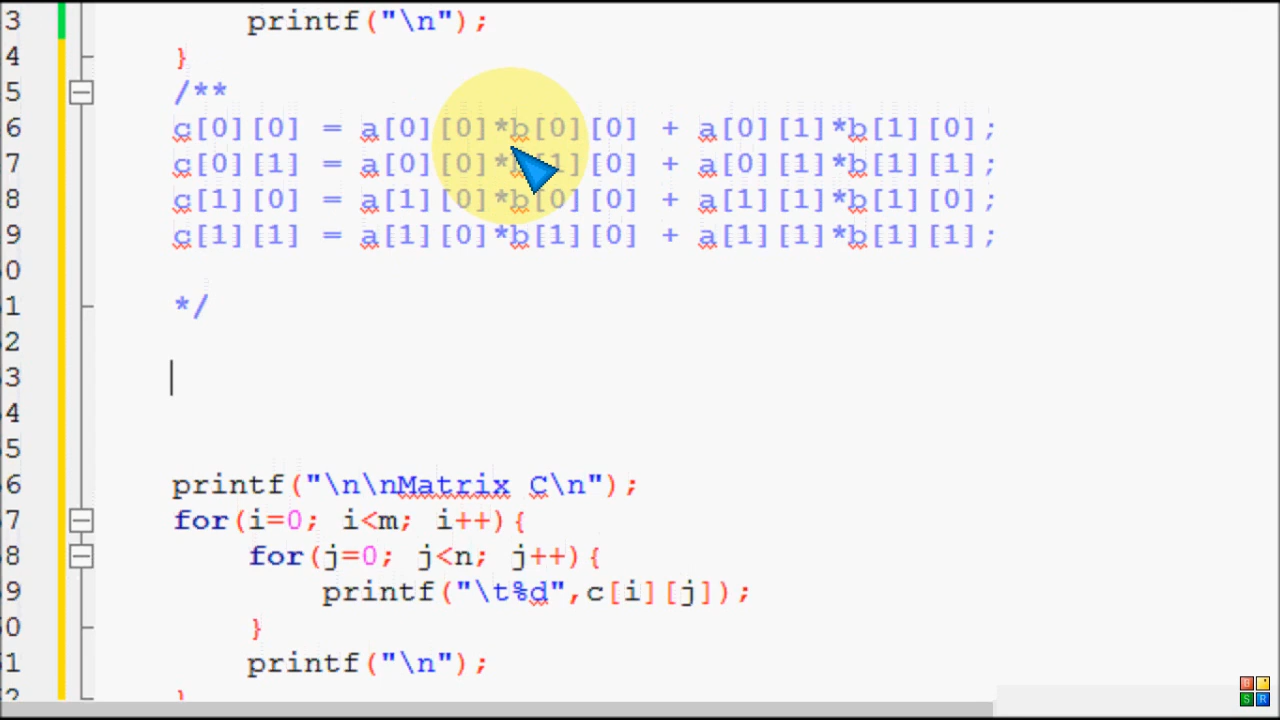 3 printf("\n");
4 }
5 /**
6 c[0][0] = a[0][0]*b[0][0] + a[0][1]*b[1][0];
7 c[0][1] = a[0][0]*b[1][0] + a[0][1]*b[1][1];
8 c[1][0] = a[1][0]*b[0][0] + a[1][1]*b[1][0];
9 c[1][1] = a[1][0]*b[1][0] + a[1][1]*b[1][1];
0
1 */
2
3
4
5
6 printf("\n\nMatrix C\n");
7 for(i=0; i<m; i++){
8 for(j=0; j<n; j++){
9 printf("\t%d",c[i][j]);
0 }
1 printf("\n");
2 }